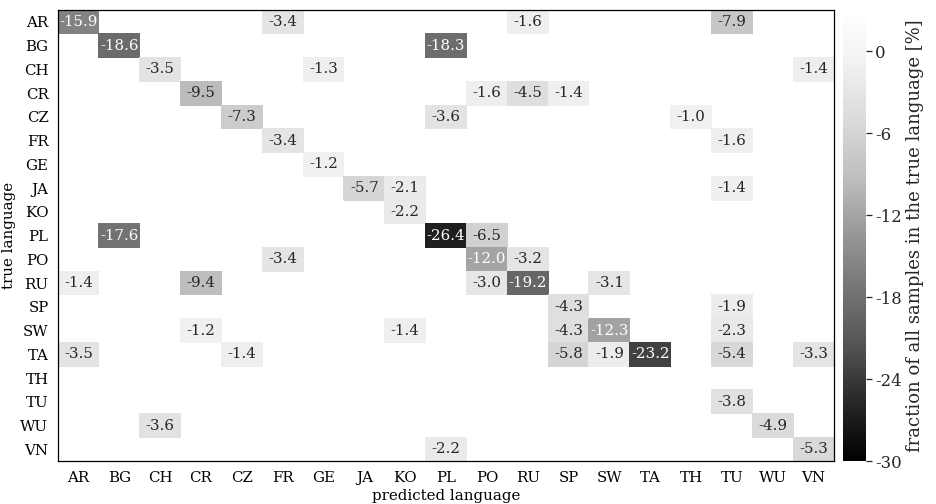 AR -15.9 -3.4 -1.6 -7.9
BG -18.6 -18.3
CH -3.5 -1.3 -1.4
CR -9.5 -1.6 -4.5 -1.4
CZ -7.3 -3.6 -1.0
FR -3.4 -1.6
GE -1.2
JA -5.7 -2.1 -1.4
KO -2.2
PL -17.6 -26.4 -6.5
PO -3.4 -12.0 -3.2
RU -1.4 -9.4 -3.0 -19.2 -3.1
SP -4.3 -1.9
SW -1.2 -1.4 -4.3 -12.3 -2.3
TA -3.5 -1.4 -5.8 -1.9 -23.2 -5.4 -3.3
TH
TU -3.8
WU -3.6 -4.9
VN -2.2 -5.3
AR BG CH CR CZ FR GE JA KO PL PO RU SP SW TA TH TU WU VN
predicted language
true language
0
-6
-12
-18
-24
-30
fraction of all samples in the true language [%]